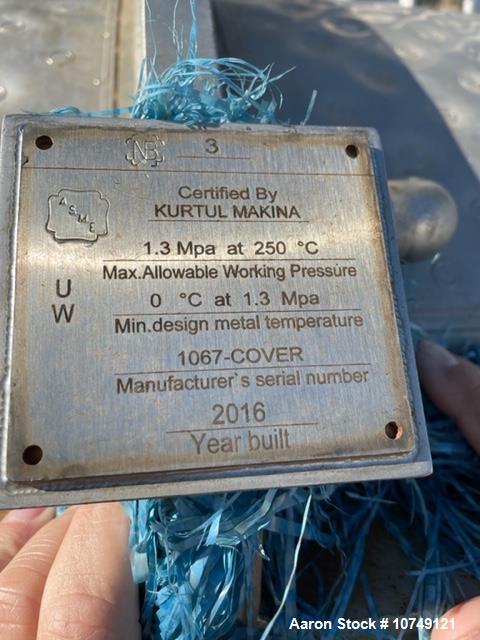 NB 3
Certified By
ASME
KURTUL MAKINA
1.3 Mpa at 250 °C
Max.Allowable Working Pressure
U
W
0 °C at 1.3 Mpa
Min.design metal temperature
1067-COVER
Manufacturer`s serial number
2016
Year built
Aaron Stock #10749121